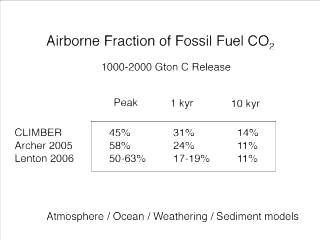 Airborne Fraction of Fossil Fuel CO₂
1000-2000 Gton C Release
Peak 1 kyr 10 kyr
CLIMBER 45% 31% 14%
Archer 2005 58% 24% 11%
Lenton 2006 50-63% 17-19% 11%
Atmosphere / Ocean / Weathering / Sediment models